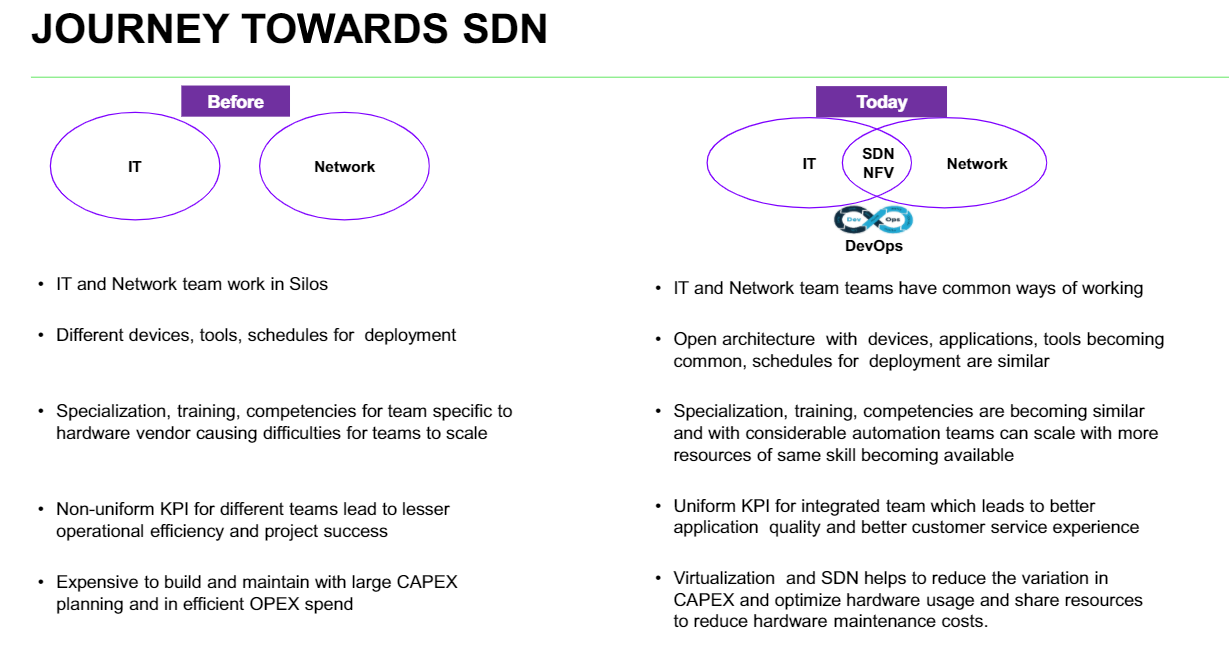 JOURNEY TOWARDS SDN
Before
IT
Network
• IT and Network team work in Silos
• Different devices, tools, schedules for deployment
• Specialization, training, competencies for team specific to
hardware vendor causing difficulties for teams to scale
• Non-uniform KPI for different teams lead to lesser
operational efficiency and project success
• Expensive to build and maintain with large CAPEX
planning and in efficient OPEX spend
Today
IT
SDN
NFV
Network
Dev Ops
DevOps
• IT and Network team teams have common ways of working
• Open architecture with devices, applications, tools becoming
common, schedules for deployment are similar
• Specialization, training, competencies are becoming similar
and with considerable automation teams can scale with more
resources of same skill becoming available
• Uniform KPI for integrated team which leads to better
application quality and better customer service experience
• Virtualization and SDN helps to reduce the variation in
CAPEX and optimize hardware usage and share resources
to reduce hardware maintenance costs.